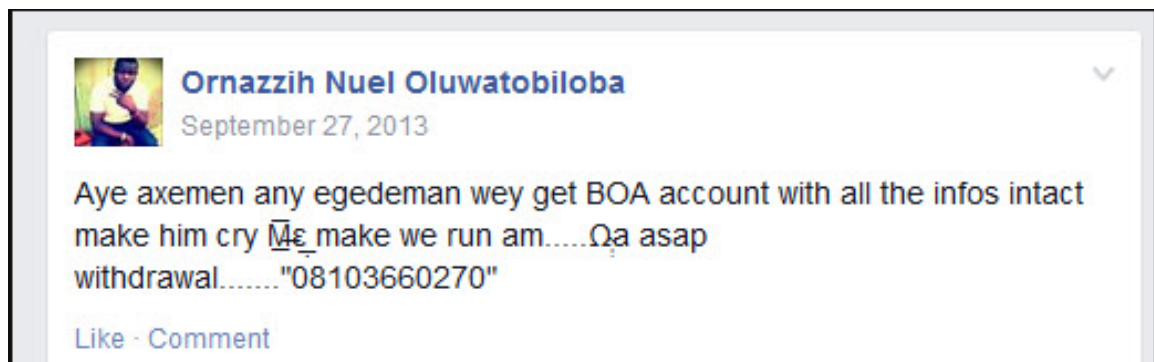 Ornazzih Nuel Oluwatobiloba
September 27, 2013
Aye axemen any egedeman wey get BOA account with all the infos intact
make him cry M̶̲̅ε̲̣̣̣ make we run am.....Ωa asap
withdrawal......."08103660270"
Like · Comment